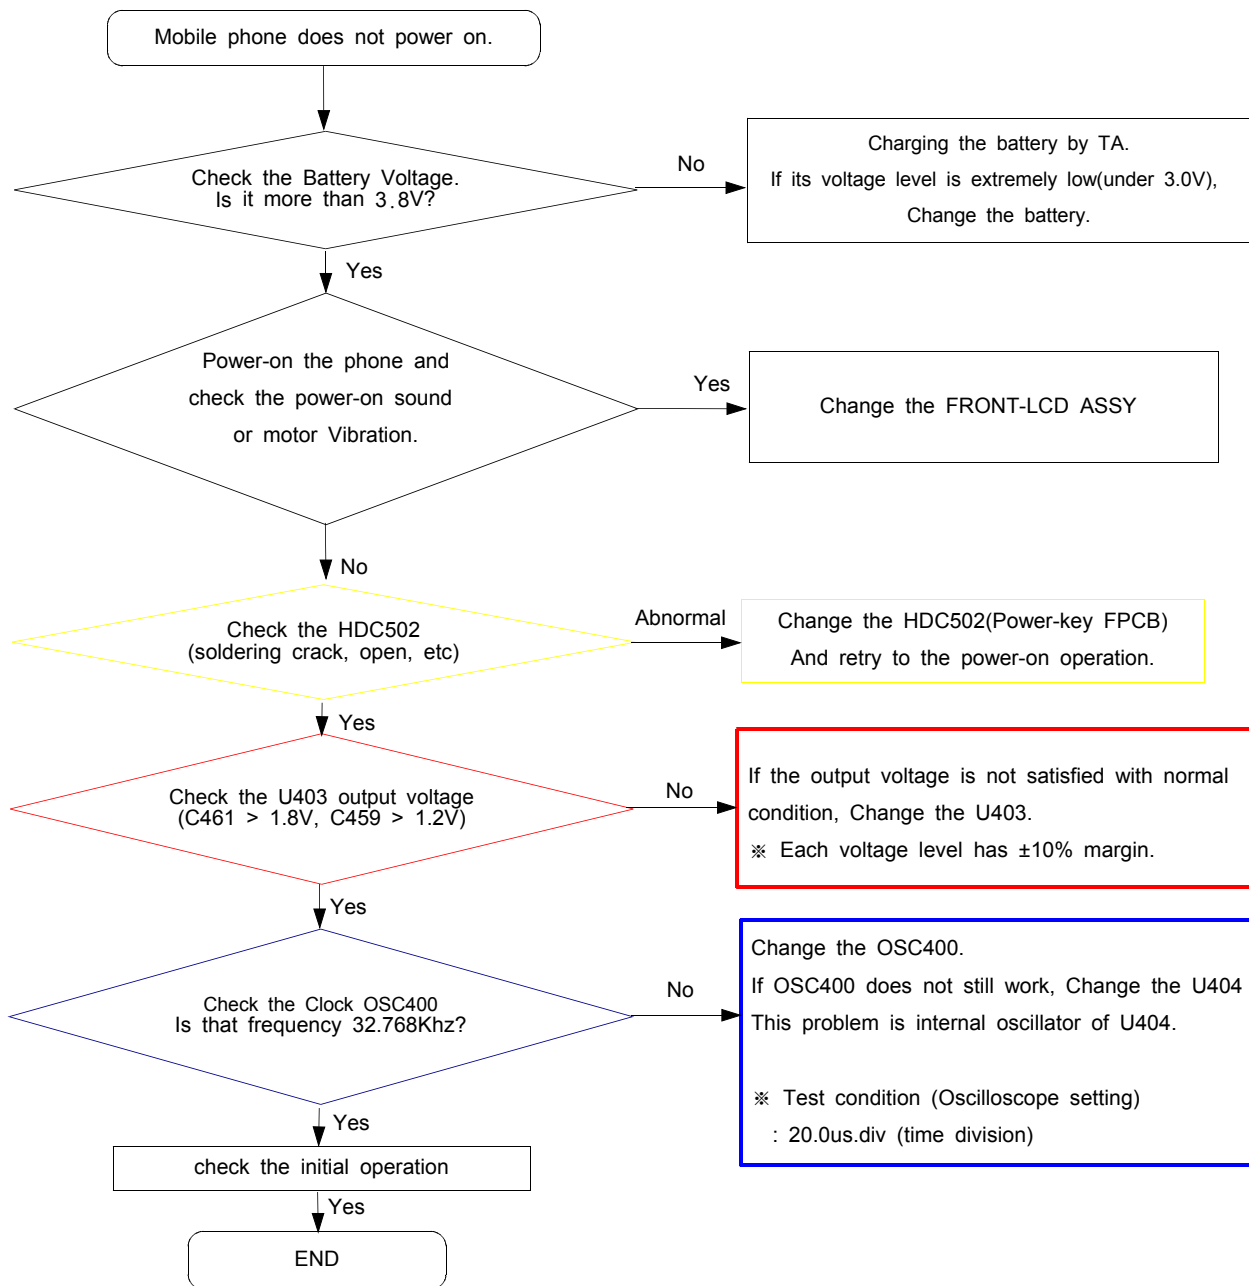 Mobile phone does not power on.
Check the Battery Voltage.
Is it more than 3.8V?
No
Charging the battery by TA.
If its voltage level is extremely low(under 3.0V),
Change the battery.
Yes
Power-on the phone and
check the power-on sound
or motor Vibration.
Yes
Change the FRONT-LCD ASSY
No
Check the HDC502
(soldering crack, open, etc)
Abnormal
Change the HDC502(Power-key FPCB)
And retry to the power-on operation.
Yes
Check the U403 output voltage
(C461 > 1.8V, C459 > 1.2V)
No
If the output voltage is not satisfied with normal
condition, Change the U403.
※ Each voltage level has ±10% margin.
Yes
Check the Clock OSC400
Is that frequency 32.768Khz?
No
Change the OSC400.
If OSC400 does not still work, Change the U404
This problem is internal oscillator of U404.
※ Test condition (Oscilloscope setting)
: 20.0us.div (time division)
Yes
check the initial operation
Yes
END